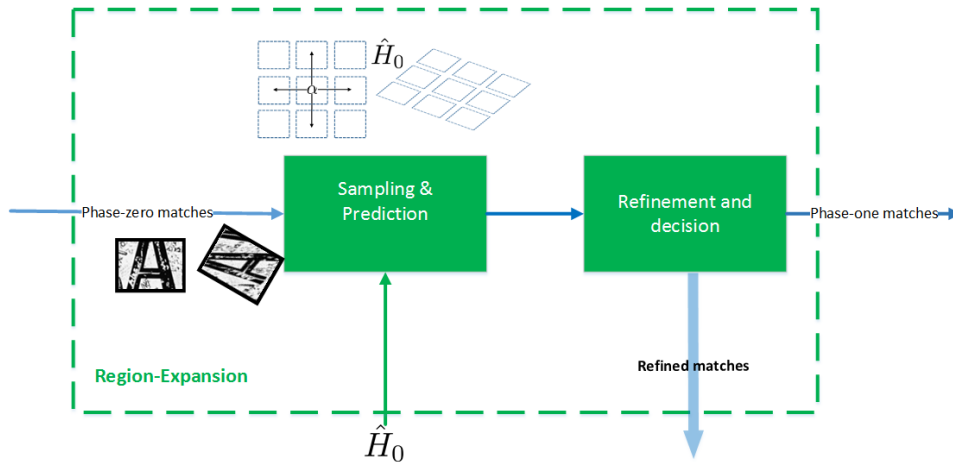 Ĥ₀
α
Sampling &
Prediction
Refinement and
decision
Phase-zero matches
Phase-one matches
A
A
Refined matches
Region-Expansion
Ĥ₀